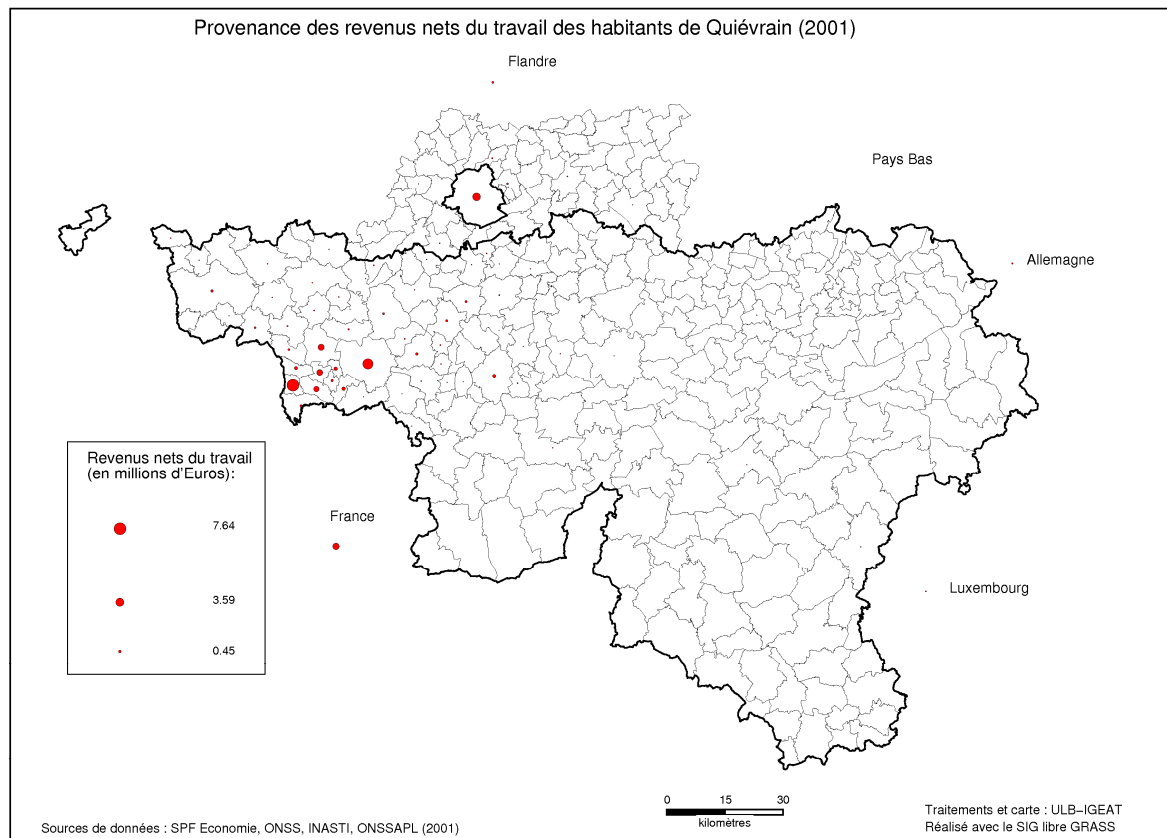 Provenance des revenus nets du travail des habitants de Quiévrain (2001)
Flandre
Pays Bas
Allemagne
Revenus nets du travail
(en millions d'Euros):
7.64
3.59
0.45
France
Luxembourg
0 15 30
kilomètres
Sources de données : SPF Economie, ONSS, INASTI, ONSSAPL (2001)
Traitements et carte : ULB–IGEAT
Réalisé avec le SIG libre GRASS